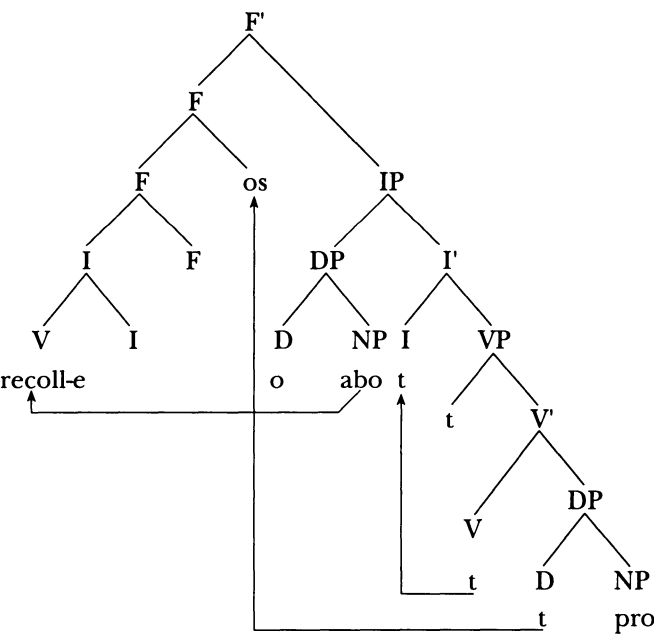 F'
F
F os IP
I F DP I'
V I D NP I VP
recoll-e o abo t
t V'
V DP
t D NP
t pro